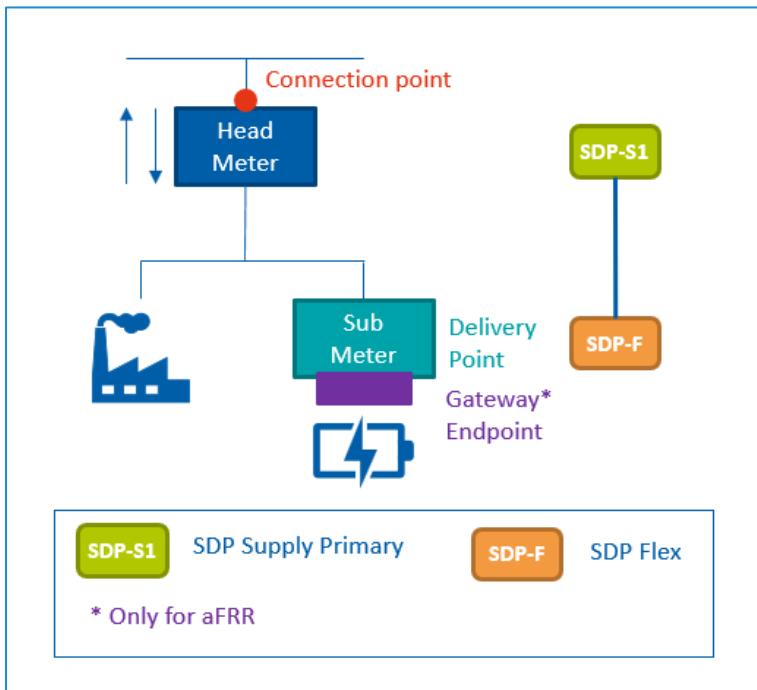 Connection point
Head
Meter
SDP-S1
Sub
Meter
Delivery
Point
SDP-F
Gateway*
Endpoint
SDP-S1
SDP Supply Primary
SDP-F
SDP Flex
* Only for aFRR